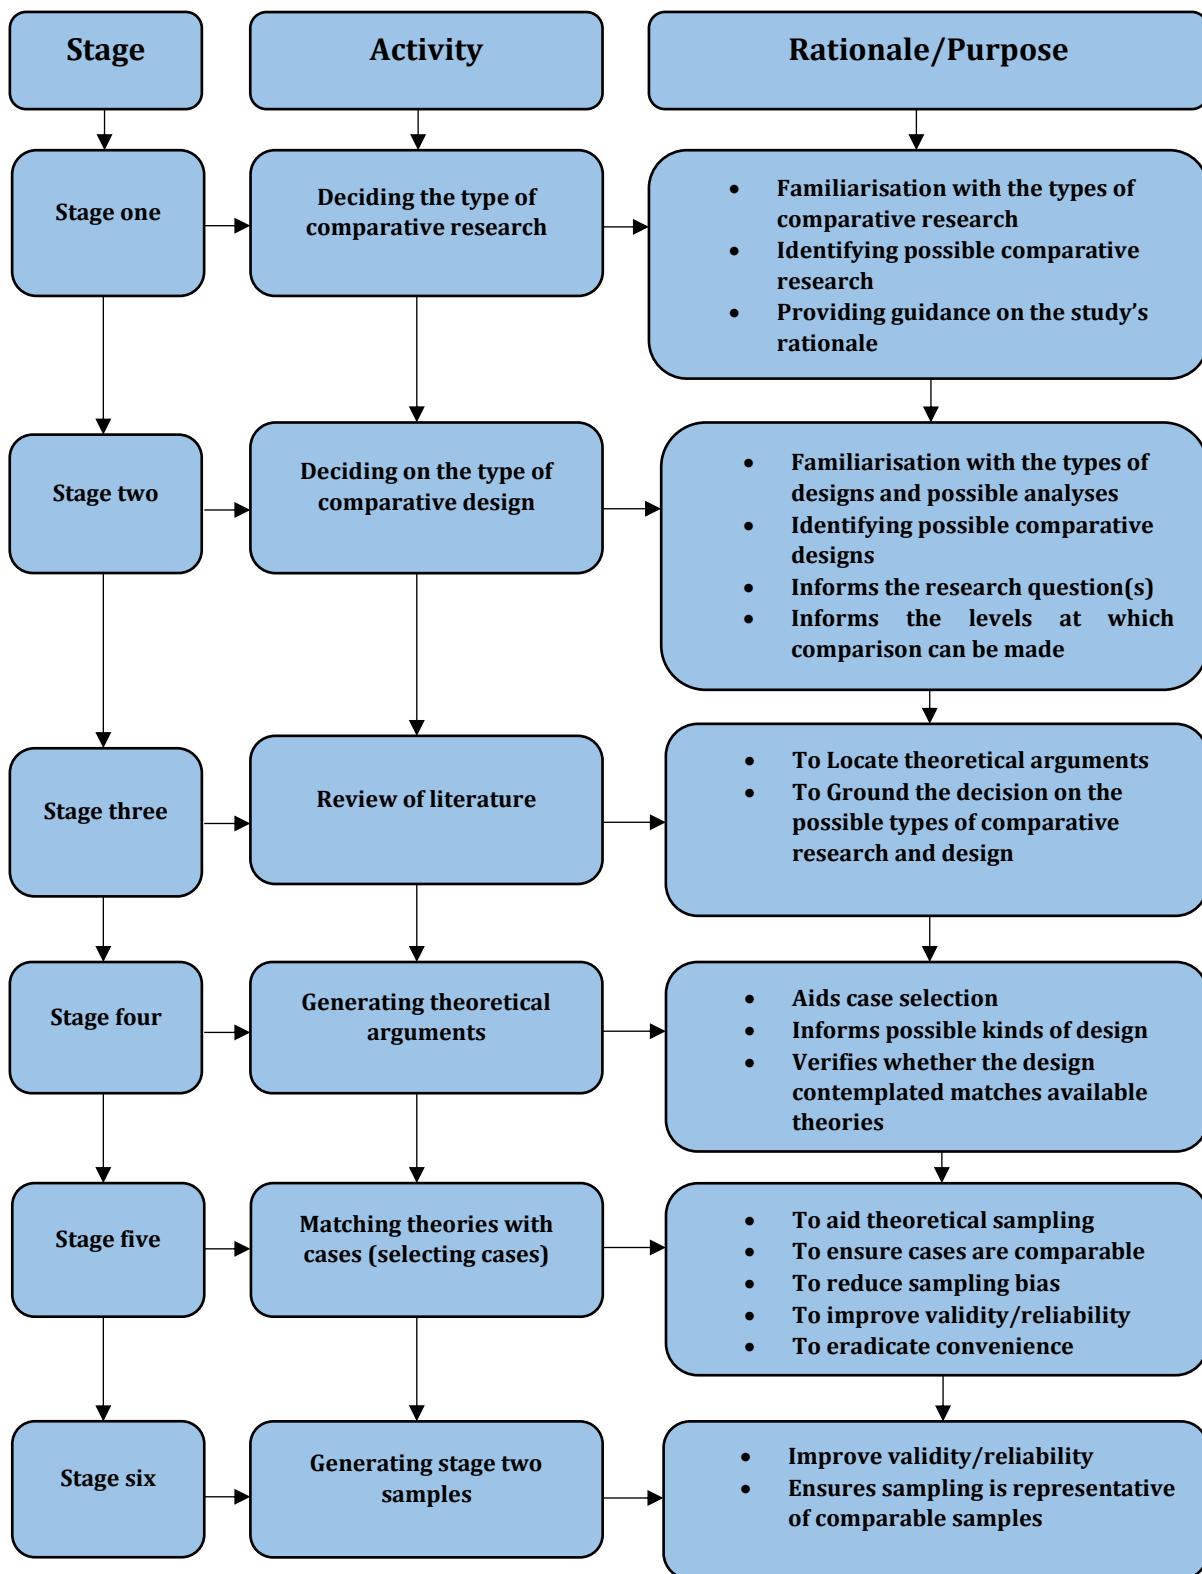 Stage
Activity
Rationale/Purpose
Stage one
Deciding the type of
comparative research
• Familiarisation with the types of
comparative research
• Identifying possible comparative
research
• Providing guidance on the study’s
rationale
Stage two
Deciding on the type of
comparative design
• Familiarisation with the types of
designs and possible analyses
• Identifying possible comparative
designs
• Informs the research question(s)
• Informs the levels at which
comparison can be made
Stage three
Review of literature
• To Locate theoretical arguments
• To Ground the decision on the
possible types of comparative
research and design
Stage four
Generating theoretical
arguments
• Aids case selection
• Informs possible kinds of design
• Verifies whether the design
contemplated matches available
theories
Stage five
Matching theories with
cases (selecting cases)
• To aid theoretical sampling
• To ensure cases are comparable
• To reduce sampling bias
• To improve validity/reliability
• To eradicate convenience
Stage six
Generating stage two
samples
• Improve validity/reliability
• Ensures sampling is representative
of comparable samples